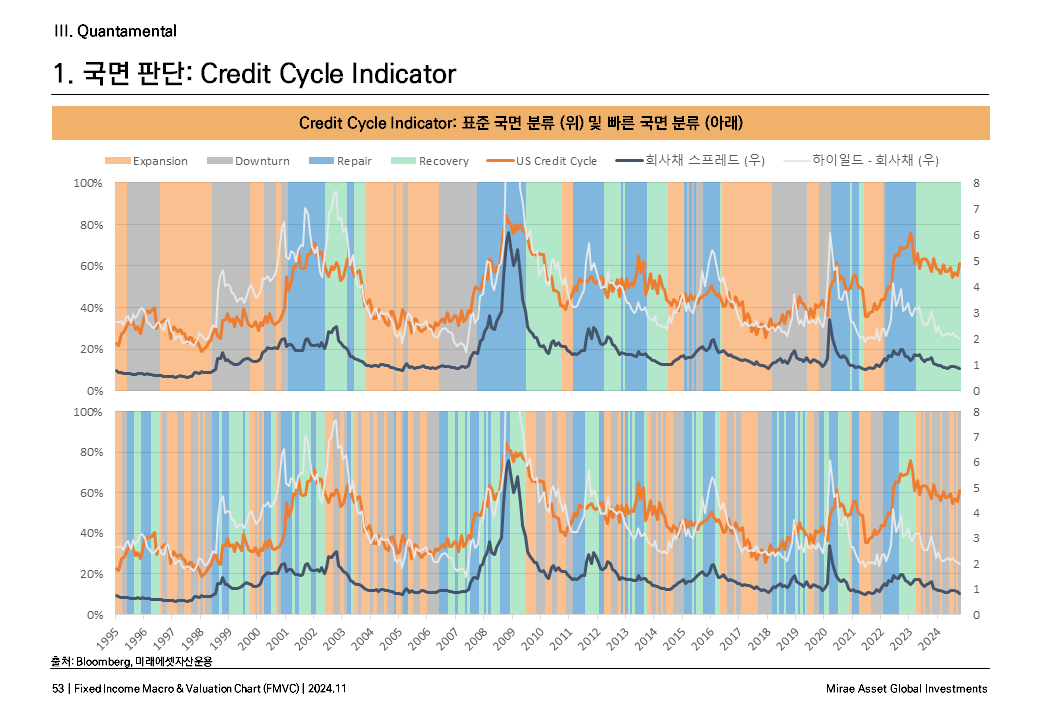 III. Quantamental
1. 국면 판단: Credit Cycle Indicator
Credit Cycle Indicator: 표준 국면 분류 (위) 및 빠른 국면 분류 (아래)
Expansion Downturn Repair Recovery US Credit Cycle 회사채 스프레드 (우) 하이일드 - 회사채 (우)
100% 8
7
80% 6
60% 5
4
40% 3
20% 2
1
0% 0
100% 8
7
80% 6
60% 5
4
40% 3
20% 2
1
0% 0
1995 1996 1997 1998 1999 2000 2001 2002 2003 2004 2005 2006 2007 2008 2009 2010 2011 2012 2013 2014 2015 2016 2017 2018 2019 2020 2021 2022 2023 2024
출처: Bloomberg, 미래에셋자산운용
53 | Fixed Income Macro & Valuation Chart (FMVC) | 2024.11 Mirae Asset Global Investments